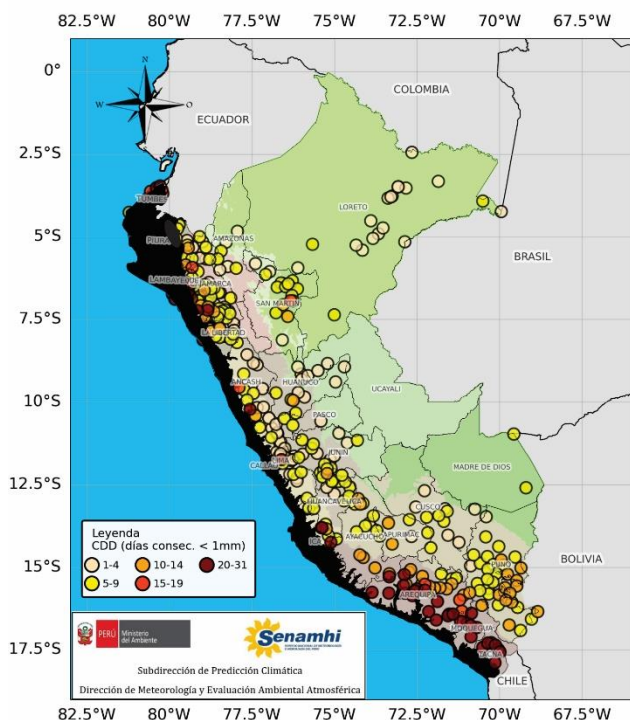 82.5°W 80°W 77.5°W 75°W 72.5°W 70°W 67.5°W
0°
2.5°S
5°S
7.5°S
10°S
12.5°S
15°S
17.5°S
N
W O
S
COLOMBIA
ECUADOR
TUMBES
LORETO
PIURA
AMAZONAS
BRASIL
LAMBAYEQUE
CAJAMARCA
SAN MARTIN
LA LIBERTAD
ANCASH
HUANUCO
UCAYALI
PASCO
JUNIN
LIMA
CALLAO
MADRE DE DIOS
HUANCAVELICA
CUSCO
ICA
AYACUCHO
APURIMAC
PUNO
BOLIVIA
AREQUIPA
MOQUEGUA
TACNA
CHILE
Leyenda
CDD (días consec. < 1mm)
1-4 10-14 20-31
5-9 15-19
PERÚ Ministerio del Ambiente
Senamhi
Subdirección de Predicción Climática
Dirección de Meteorología y Evaluación Ambiental Atmosférica
82.5°W 80°W 77.5°W 75°W 72.5°W 70°W 67.5°W